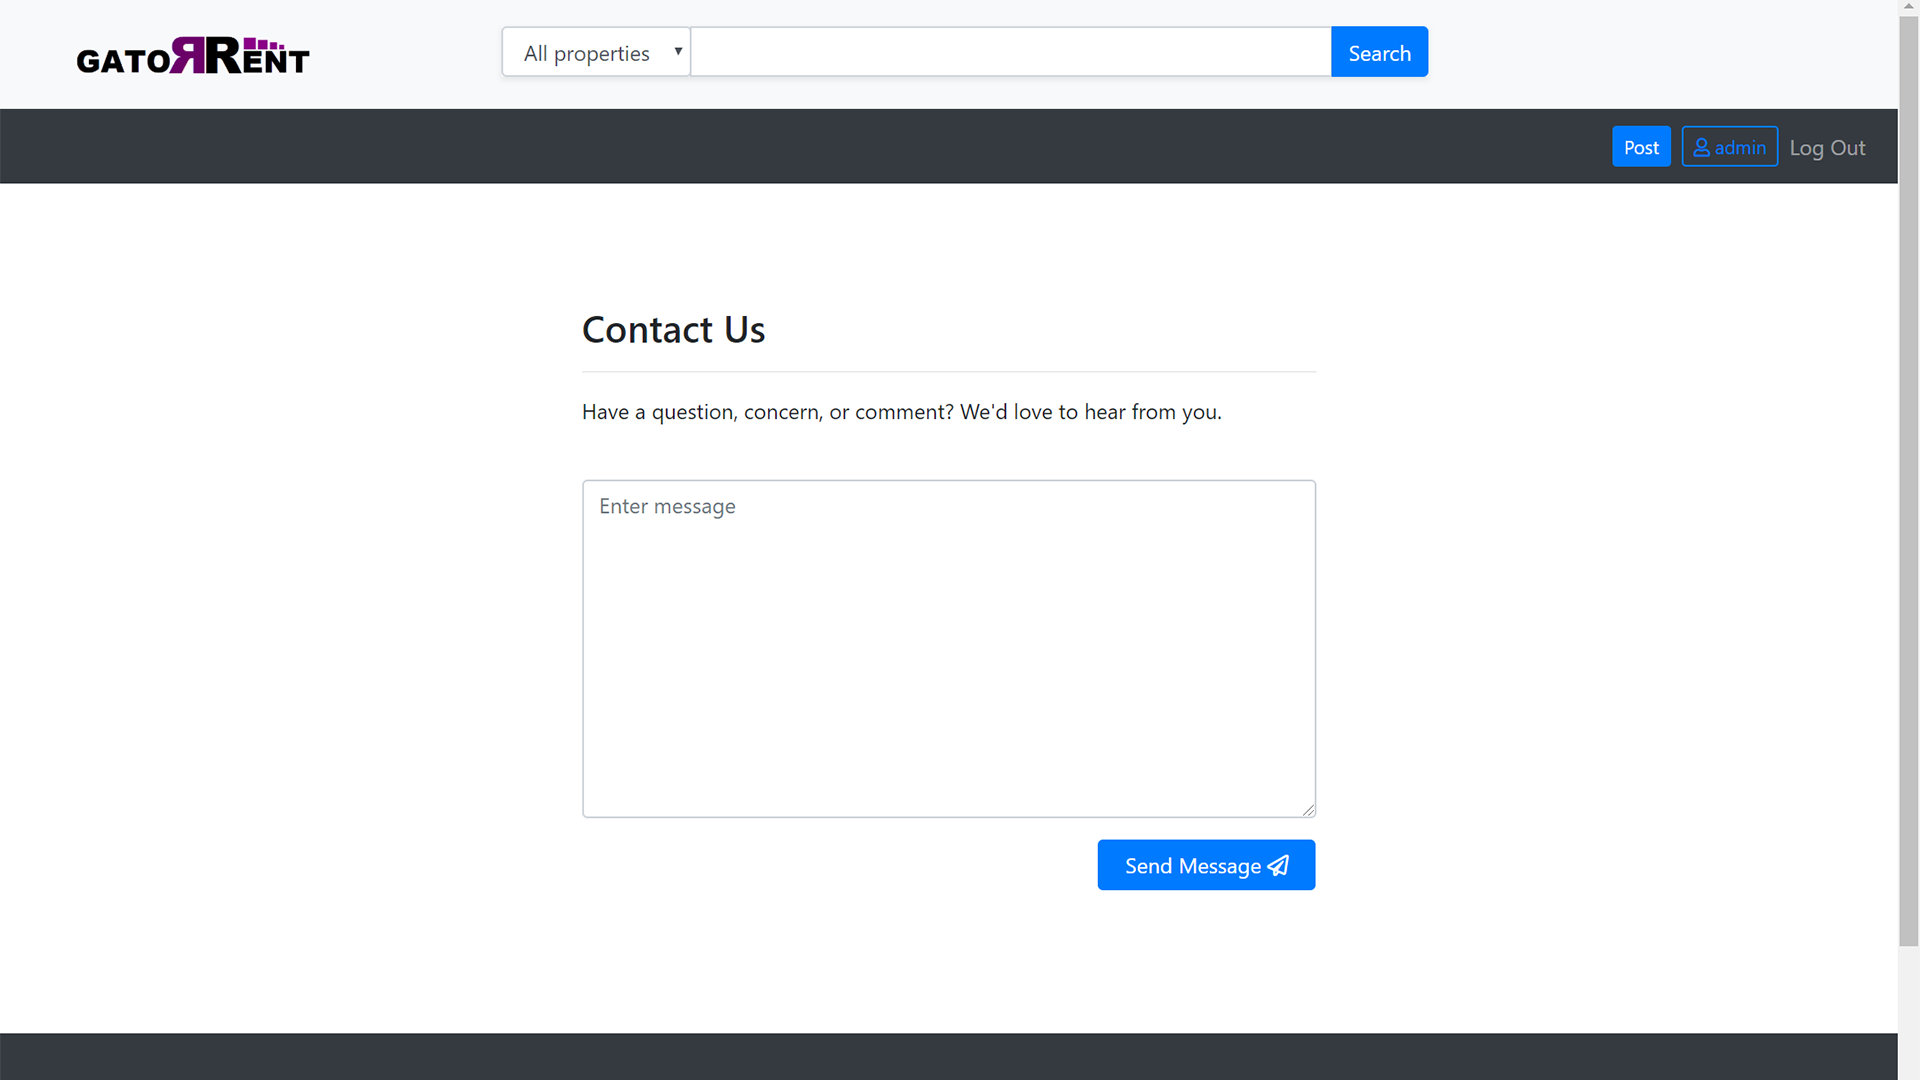 GATORRENT
All properties
Search
Post
admin
Log Out
Contact Us
Have a question, concern, or comment? We'd love to hear from you.
Enter message
Send Message